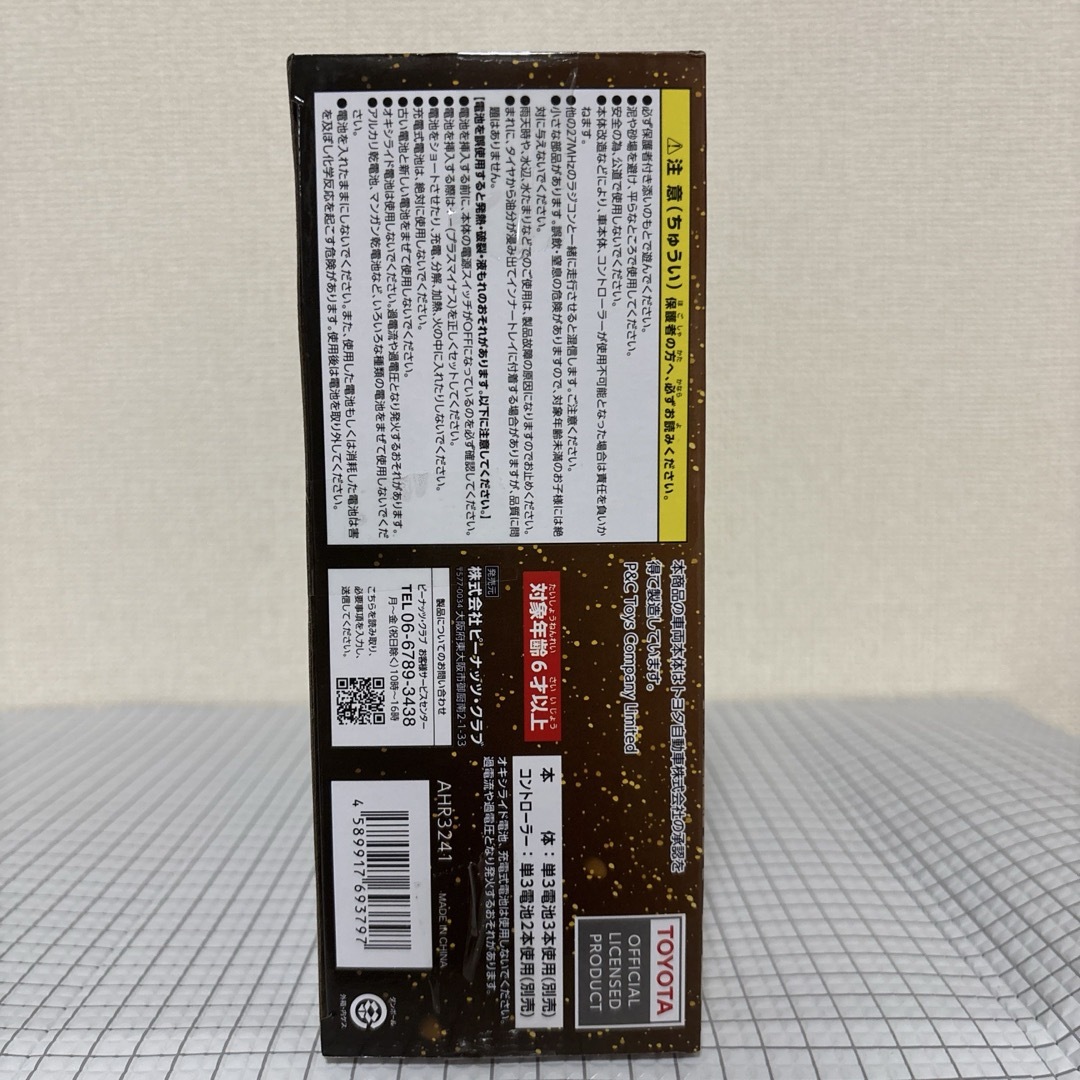 ⚠ 注意(ちゅうい) 保護者の方へ、必ずお読みください。
ほごしゃ かた かなら よ
●必ず保護者付き添いのもとで遊んでください。
●泥や砂場を避け、平らなところで使用してください。
●安全の為、公道で使用しないでください。
●本体改造などにより、車本体、コントローラーが使用不可能となった場合は責任を負いか
ねます。
●他の27MHzのラジコンと一緒に走行させると混信します。ご注意ください。
●小さな部品があります。誤飲・窒息の危険がありますので、対象年齢未満のお子様には絶
対に与えないでください。
●雨天時や、水辺、水たまりなどでのご使用は、製品故障の原因になりますのでお止めください。
●まれに、タイヤから油分が滲み出てインナートレイに付着する場合がありますが、品質に問
題はありません。
【電池を誤使用すると発熱・破裂・液もれのおそれがあります。以下に注意してください。】
●電池を挿入する前に、本体の電源スイッチがOFFになっているのを必ず確認してください。
●電池を挿入する際は+-(プラスマイナス)を正しくセットしてください。
●電池をショートさせたり、充電、分解、加熱、火の中に入れたりしないでください。
●充電式電池は、絶対に使用しないでください。
●古い電池と新しい電池をまぜて使用しないでください。
●オキシライド電池は使用しないでください。過電流や過電圧となり発火するおそれがあります。
●アルカリ乾電池、マンガン乾電池など、いろいろな種類の電池をまぜて使用しないでくだ
さい。
●電池を入れたままにしないでください。また、使用した電池もしくは消耗した電池は害
を及ぼし化学反応を起こす危険があります。使用後は電池を取り外してください。
本商品の車両本体はトヨタ自動車株式会社の承認を
得て製造しています。
P&C Toys Company Limited
たいしょうねんれい さい いじょう
対象年齢 6才以上
発売元
株式会社 ピーナッツ・クラブ
〒577-0034 大阪府東大阪市御厨南2-1-33
製品についてのお問い合わせ
ピーナッツ・クラブ お客様サービスセンター
TEL 06-6789-3438
月〜金(祝日除く)10時〜16時
こちらを読み取り、
必要事項を入力し、
送信してください。
TOYOTA
OFFICIAL
LICENSED
PRODUCT
本体:単3電池3本使用(別売)
コントローラー:単3電池2本使用(別売)
オキシライド電池、充電式電池は使用しないでください。
過電流や過電圧となり発火するおそれがあります。
AHR3241
MADE IN CHINA
4 589917 693797
ダンボール
外箱・内ゲス